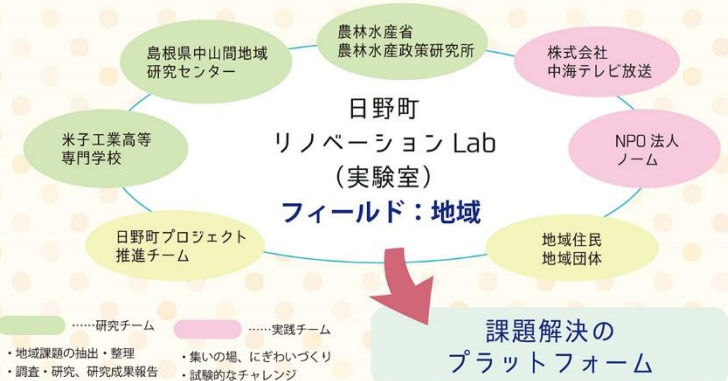 農林水産省
農林水産政策研究所
島根県中山間地域
研究センター
株式会社
中海テレビ放送
米子工業高等
専門学校
日野町
リノベーション Lab
(実験室)
フィールド:地域
NPO 法人
ノーム
日野町プロジェクト
推進チーム
地域住民
地域団体
……研究チーム
・地域課題の抽出・整理
・調査・研究、研究成果報告
……実践チーム
・集いの場、にぎわいづくり
・試験的なチャレンジ
課題解決の
プラットフォーム